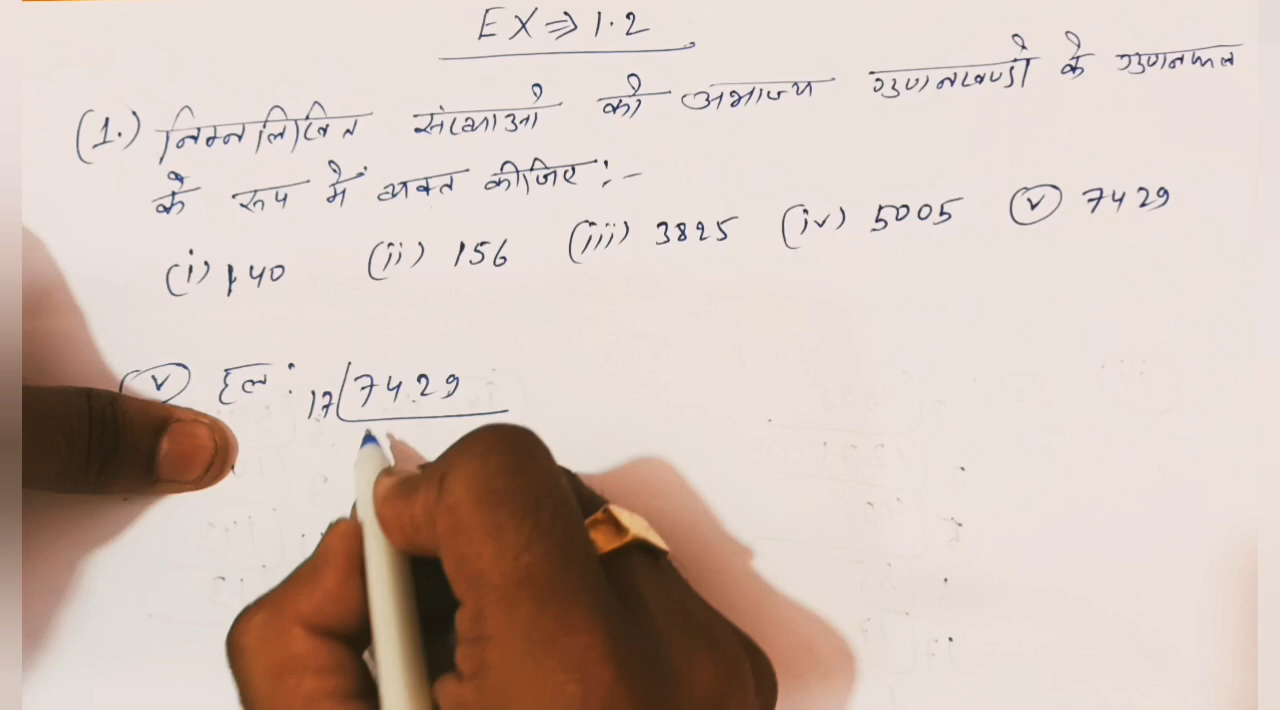 EX ⇒ 1.2
(1.) निम्नलिखित संख्याओं को अभाज्य गुणनखण्डों के गुणनफल
के रूप में व्यक्त कीजिए :-
(i) 140 (ii) 156 (iii) 3825 (iv) 5005 (v) 7429
(v) हल : 17 7429